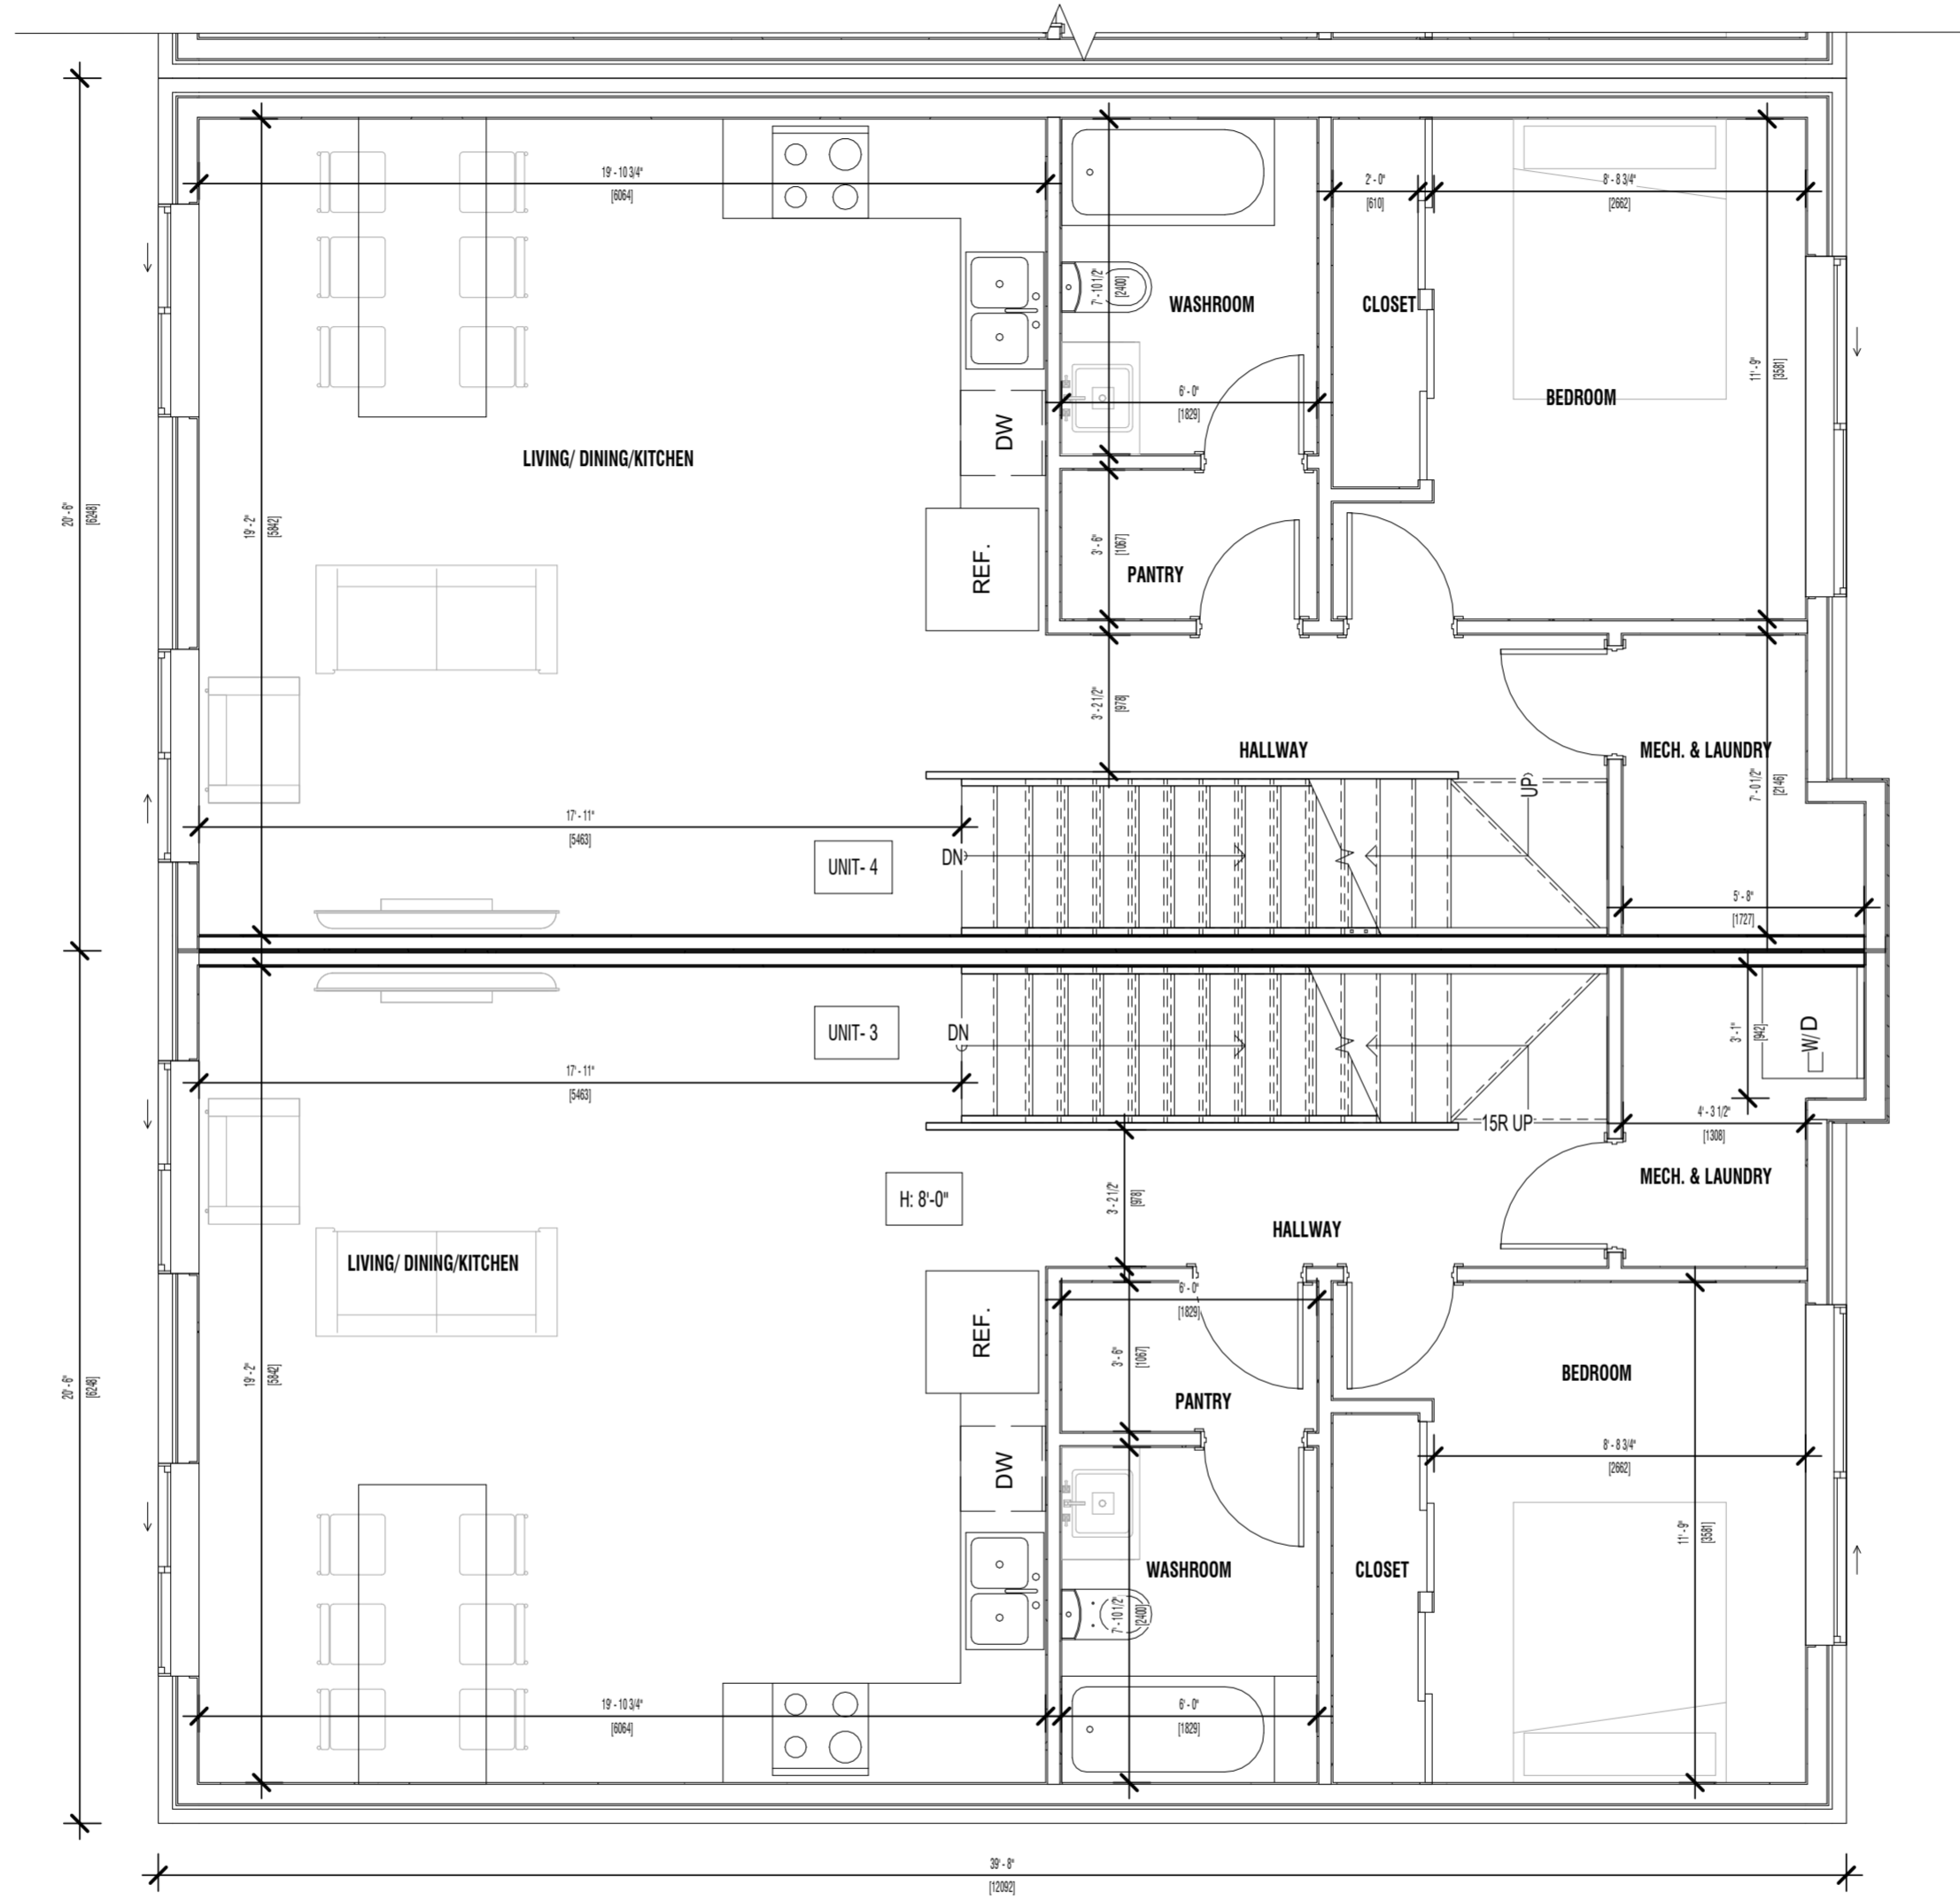 19' - 10 3/4"
[6064]
2' - 0"
[610]
8' - 8 3/4"
[2662]
7' - 10 1/2"
[2400]
WASHROOM
CLOSET
BEDROOM
11' - 9"
[3581]
6' - 0"
[1829]
DW
LIVING/ DINING/KITCHEN
20' - 6"
[6248]
19' - 2"
[5842]
REF.
3' - 6"
[1067]
PANTRY
3' - 2 1/2"
[978]
HALLWAY
MECH. & LAUNDRY
UP
7' - 0 1/2"
[2146]
17' - 11"
[5463]
UNIT- 4
DN
5' - 8"
[1727]
UNIT- 3
DN
3' - 1"
[942]
W/D
17' - 11"
[5463]
15R UP
4' - 3 1/2"
[1308]
MECH. & LAUNDRY
H: 8'-0"
3' - 2 1/2"
[978]
HALLWAY
LIVING/ DINING/KITCHEN
6' - 0"
[1829]
REF.
3' - 6"
[1067]
20' - 6"
[6248]
19' - 2"
[5842]
BEDROOM
PANTRY
8' - 8 3/4"
[2662]
DW
11' - 9"
[3581]
WASHROOM
CLOSET
7' - 10 1/2"
[2400]
19' - 10 3/4"
[6064]
6' - 0"
[1829]
39' - 8"
[12092]